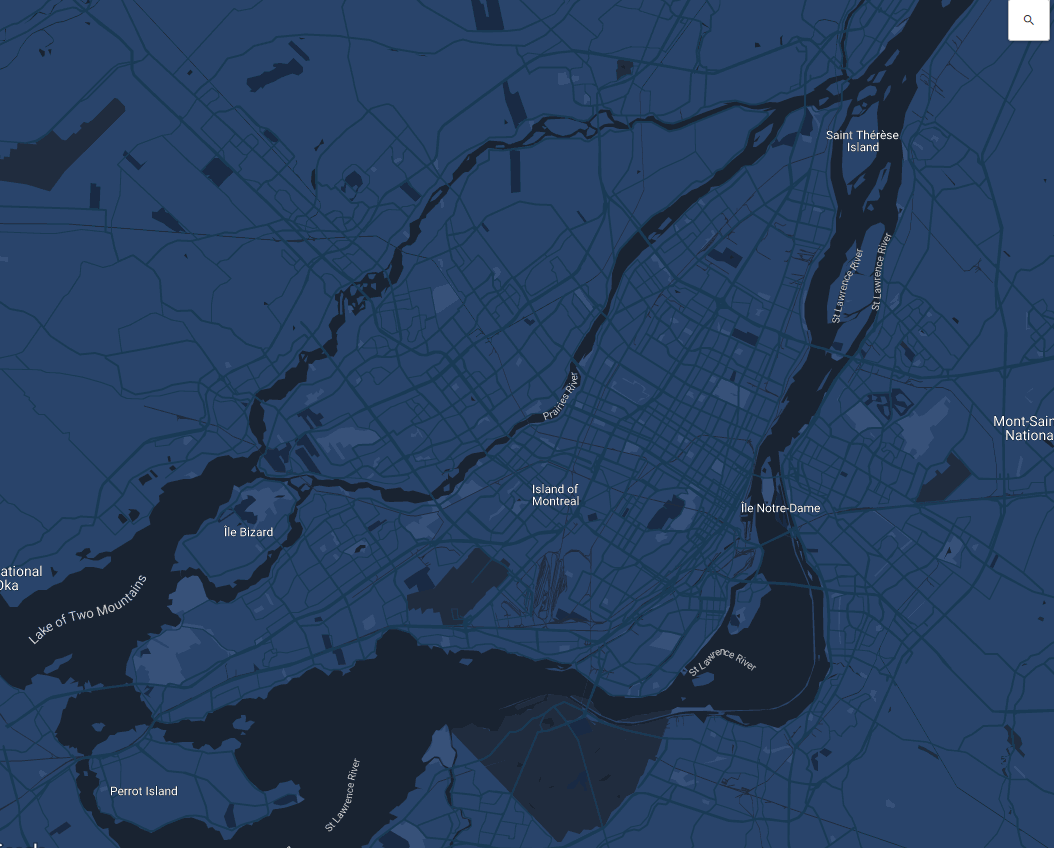 Saint Thérèse
Island
St Lawrence River
St Lawrence River
Prairies River
Mont-Sain
Nationa
Island of
Montreal
Île Notre-Dame
Île Bizard
ational
Oka
Lake of Two Mountains
St Lawrence River
St Lawrence River
Perrot Island